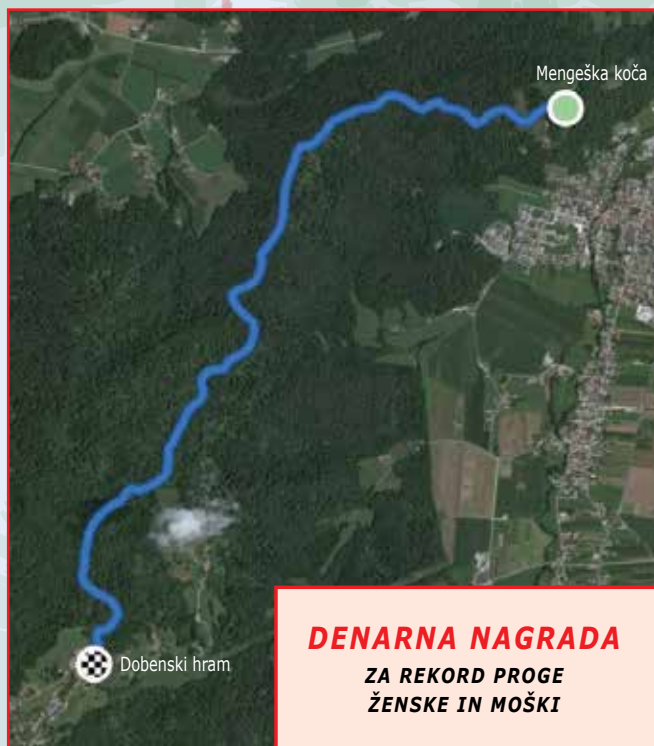 Mengeška koča
Dobenski hram
DENARNA NAGRADA
ZA REKORD PROGE
ŽENSKE IN MOŠKI